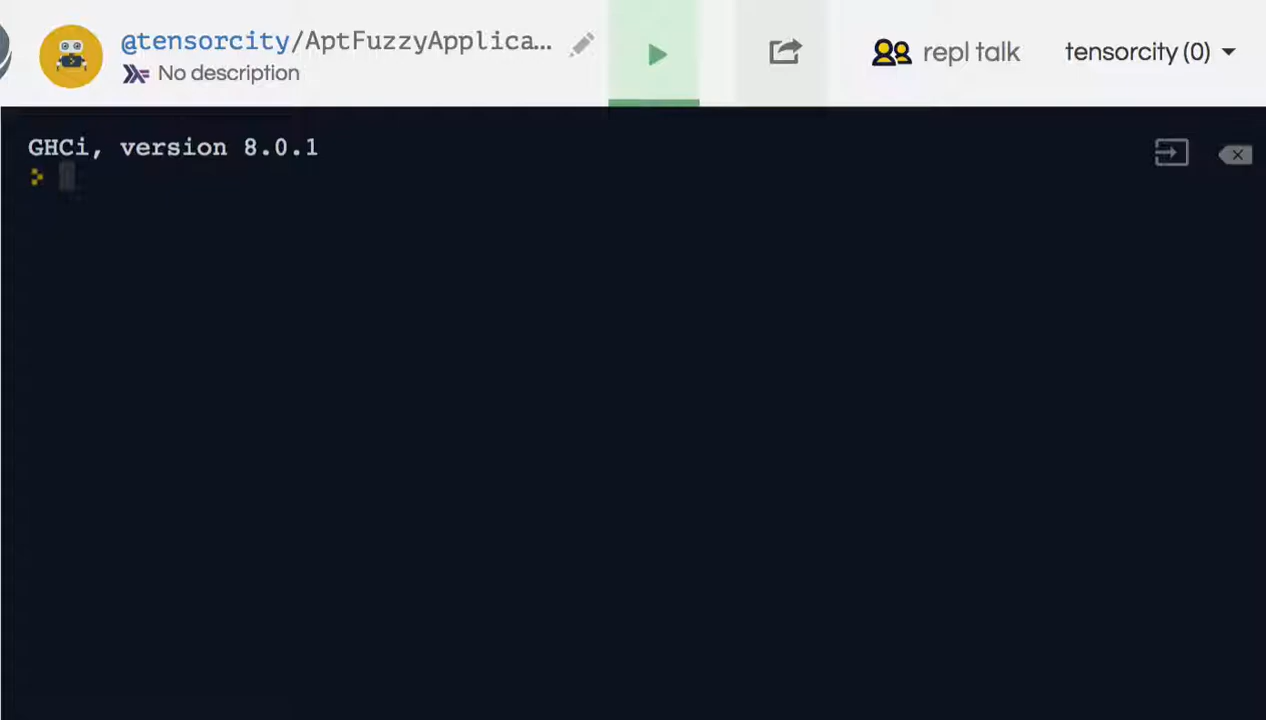 @tensorcity/AptFuzzyApplica...
No description
repl talk
tensorcity (0)
GHCi, version 8.0.1
>